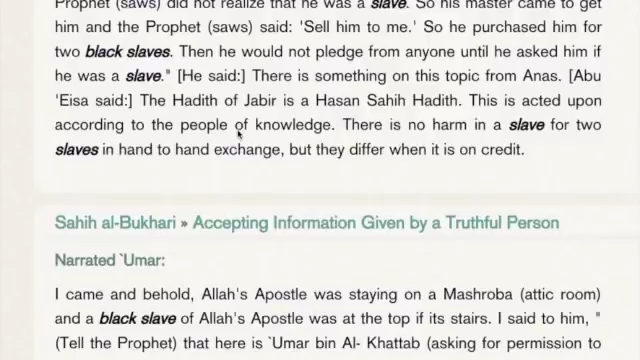 Prophet (saws) did not realize that he was a slave. So his master came to get
him and the Prophet (saws) said: 'Sell him to me.' So he purchased him for
two black slaves. Then he would not pledge from anyone until he asked him if
he was a slave." [He said:] There is something on this topic from Anas. [Abu
'Eisa said:] The Hadith of Jabir is a Hasan Sahih Hadith. This is acted upon
according to the people of knowledge. There is no harm in a slave for two
slaves in hand to hand exchange, but they differ when it is on credit.
Sahih al-Bukhari » Accepting Information Given by a Truthful Person
Narrated `Umar:
I came and behold, Allah's Apostle was staying on a Mashroba (attic room)
and a black slave of Allah's Apostle was at the top if its stairs. I said to him, "
(Tell the Prophet) that here is `Umar bin Al- Khattab (asking for permission to